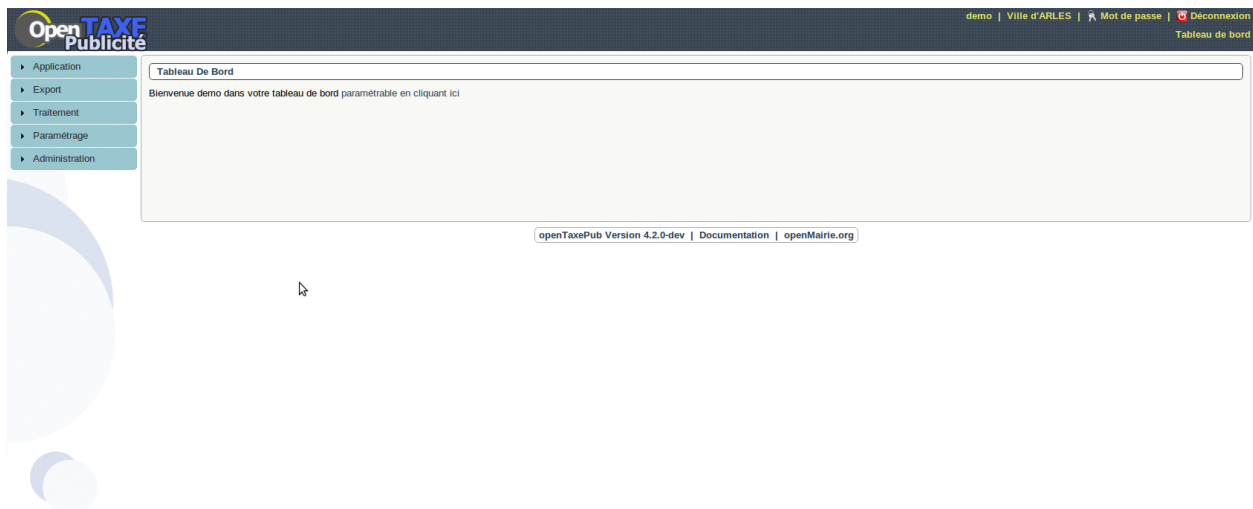 Open TAXE
Publicité
demo | Ville d'ARLES | Mot de passe | Déconnexion
Tableau de bord
Application
Export
Traitement
Paramétrage
Administration
Tableau De Bord
Bienvenue demo dans votre tableau de bord paramétrable en cliquant ici
openTaxePub Version 4.2.0-dev | Documentation | openMairie.org